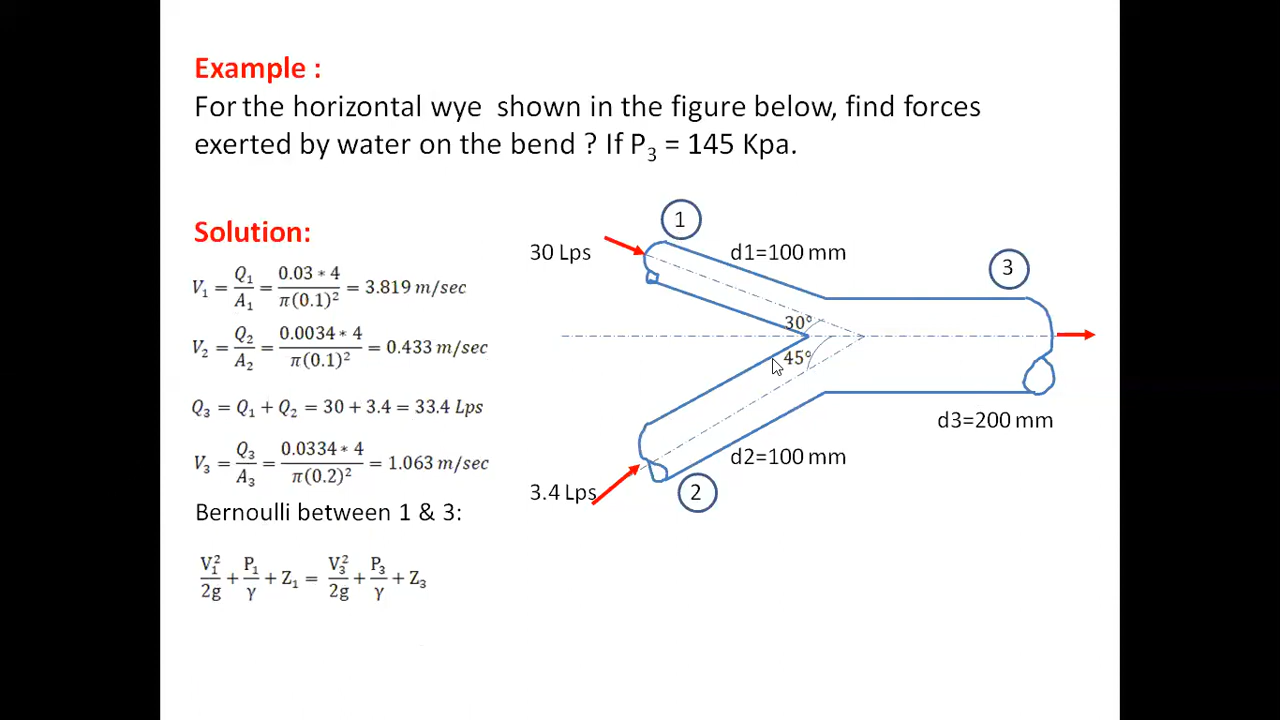 Example :
For the horizontal wye shown in the figure below, find forces
exerted by water on the bend ? If P₃ = 145 Kpa.
Solution:
V₁ = Q₁/A₁ = 0.03 * 4/π(0.1)² = 3.819 m/sec
V₂ = Q₂/A₂ = 0.0034 * 4/π(0.1)² = 0.433 m/sec
Q₃ = Q₁ + Q₂ = 30 + 3.4 = 33.4 Lps
V₃ = Q₃/A₃ = 0.0334 * 4/π(0.2)² = 1.063 m/sec
Bernoulli between 1 & 3:
V₁²/2g + P₁/γ + Z₁ = V₃²/2g + P₃/γ + Z₃
1
30 Lps
d1=100 mm
3
30°
45°
d3=200 mm
d2=100 mm
3.4 Lps
2